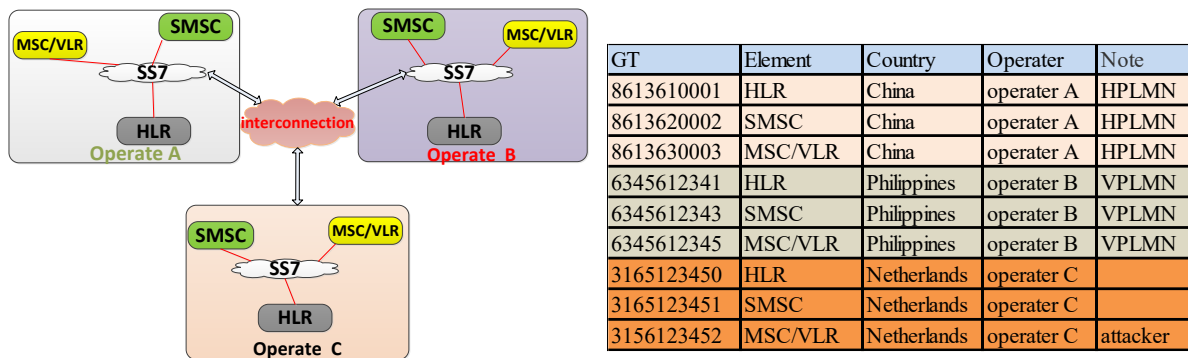 SMSC
MSC/VLR
SS7
HLR
Operate A
SMSC
MSC/VLR
SS7
HLR
Operate B
interconnection
SMSC
MSC/VLR
SS7
HLR
Operate C
GT Element Country Operater Note
8613610001 HLR China operater A HPLMN
8613620002 SMSC China operater A HPLMN
8613630003 MSC/VLR China operater A HPLMN
6345612341 HLR Philippines operater B VPLMN
6345612343 SMSC Philippines operater B VPLMN
6345612345 MSC/VLR Philippines operater B VPLMN
3165123450 HLR Netherlands operater C
3165123451 SMSC Netherlands operater C
3156123452 MSC/VLR Netherlands operater C attacker